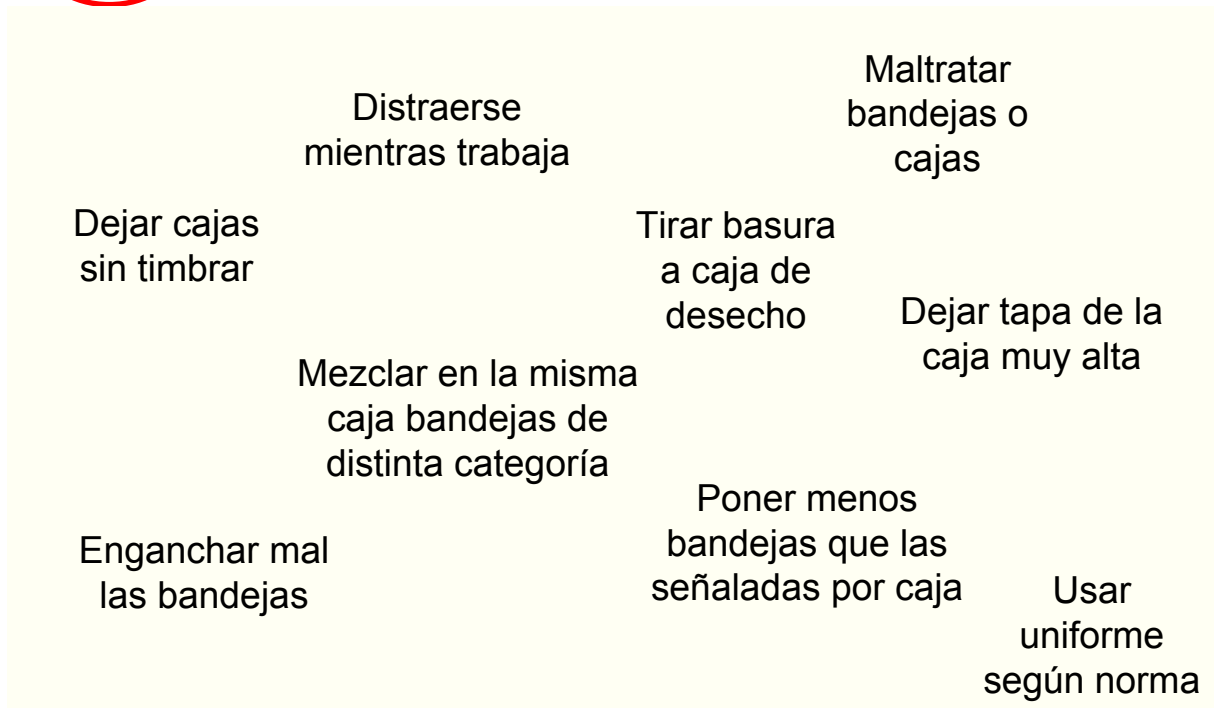 Maltratar
bandejas o
cajas
Distraerse
mientras trabaja
Dejar cajas
sin timbrar
Tirar basura
a caja de
desecho
Dejar tapa de la
caja muy alta
Mezclar en la misma
caja bandejas de
distinta categoría
Poner menos
bandejas que las
señaladas por caja
Enganchar mal
las bandejas
Usar
uniforme
según norma